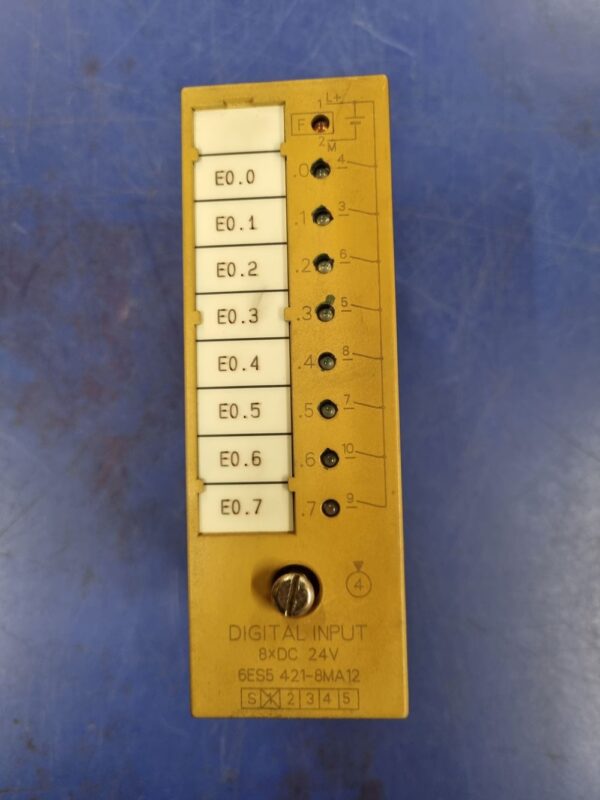 1 L+
F
2 M
E0.0 .0 4
E0.1 .1 3
E0.2 .2 6
E0.3 .3 5
E0.4 .4 8
E0.5 .5 7
E0.6 .6 10
E0.7 .7 9
4
DIGITAL INPUT
8×DC 24V
6ES5 421-8MA12
S 1 2 3 4 5